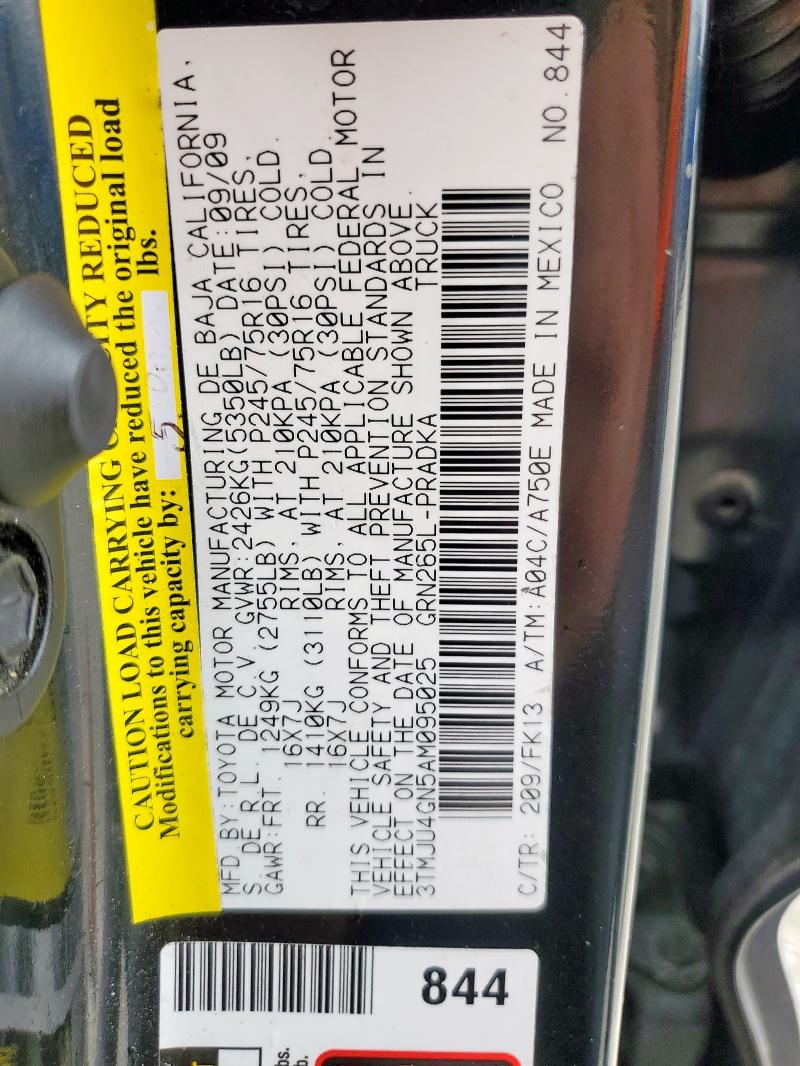 CAUTION LOAD CARRYING REDUCED
Modifications to this vehicle have reduced the original load
carrying capacity by: 5 lbs.
MFD BY:TOYOTA MOTOR MANUFACTURING DE BAJA CALIFORNIA,
S. DE R.L. DE C.V. GVWR:2426KG(5350LB) DATE:09/09
GAWR:FRT. 1249KG (2755LB) WITH P245/75R16 TIRES,
16X7J RIMS, AT 210KPA (30PSI) COLD.
RR. 1410KG (3110LB) WITH P245/75R16 TIRES,
16X7J RIMS, AT 210KPA (30PSI) COLD.
THIS VEHICLE CONFORMS TO ALL APPLICABLE FEDERAL MOTOR
VEHICLE SAFETY AND THEFT PREVENTION STANDARDS IN
EFFECT ON THE DATE OF MANUFACTURE SHOWN ABOVE.
3TMJU4GN5AM095025 GRN265L-PRADKA TRUCK
C/TR: 209/FK13 A/TM:A04C/A750E MADE IN MEXICO NO.844
844